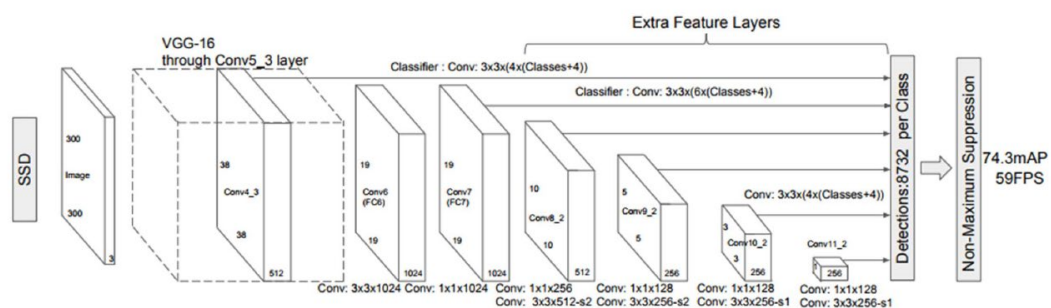 Extra Feature Layers
VGG-16
through Conv5_3 layer
Classifier : Conv: 3x3x(4x(Classes+4))
Classifier : Conv: 3x3x(6x(Classes+4))
SSD
300
Image
300
3
38
Conv4_3
38
512
19
Conv6
(FC6)
19
1024
19
Conv7
(FC7)
19
1024
10
Conv8_2
10
512
5
Conv9_2
5
256
Conv: 3x3x(4x(Classes+4))
3
Conv10_2
3
256
Conv11_2
256
Detections:8732 per Class
Non-Maximum Suppression
74.3mAP
59FPS
Conv: 3x3x1024
Conv: 1x1x1024
Conv: 1x1x256
Conv: 3x3x512-s2
Conv: 1x1x128
Conv: 3x3x256-s2
Conv: 1x1x128
Conv: 3x3x256-s1
Conv: 1x1x128
Conv: 3x3x256-s1